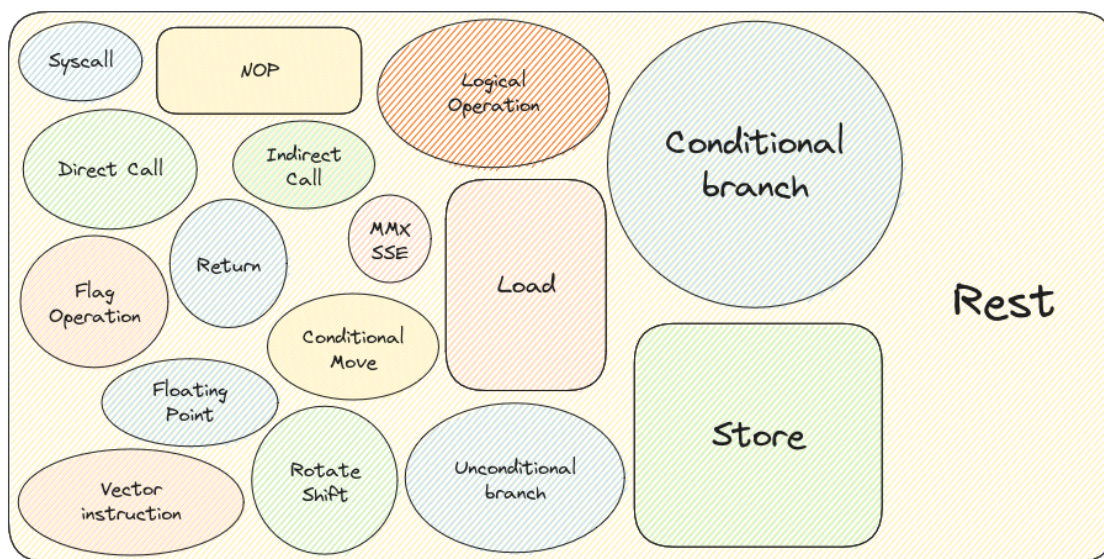 Syscall
NOP
Logical
Operation
Conditional
branch
Direct Call
Indirect
Call
MMX
SSE
Return
Load
Flag
Operation
Rest
Conditional
Move
Floating
Point
Store
Rotate
Shift
Unconditional
branch
Vector
instruction